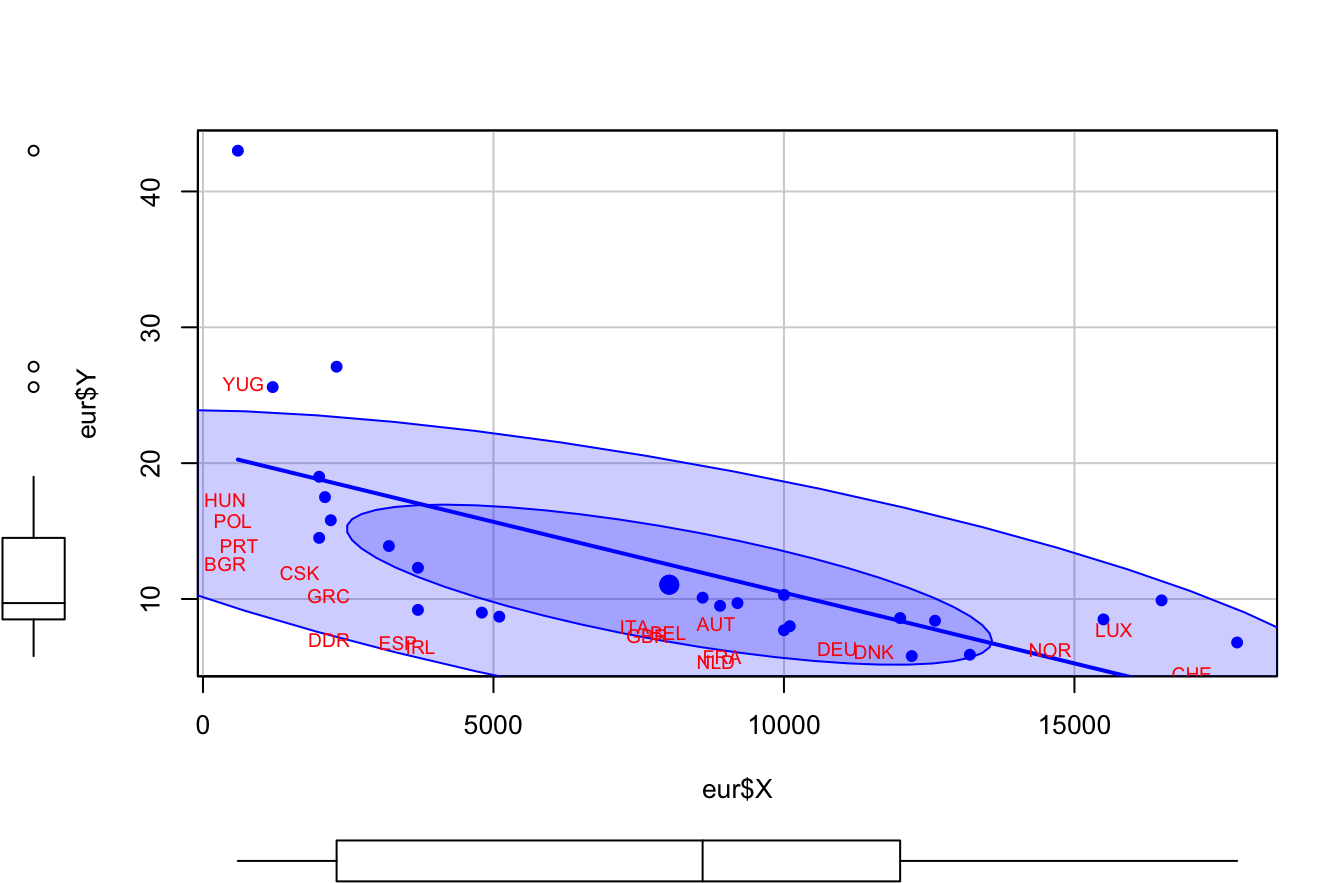 40
30
20
10
eur$Y
YUG
HUN
POL
PRT
BGR
CSK
GRC
DDR
ESP
IRL
ITA
GBR
BEL
AUT
FRA
NLD
DEU
DNK
NOR
LUX
CHE
0 5000 10000 15000
eur$X